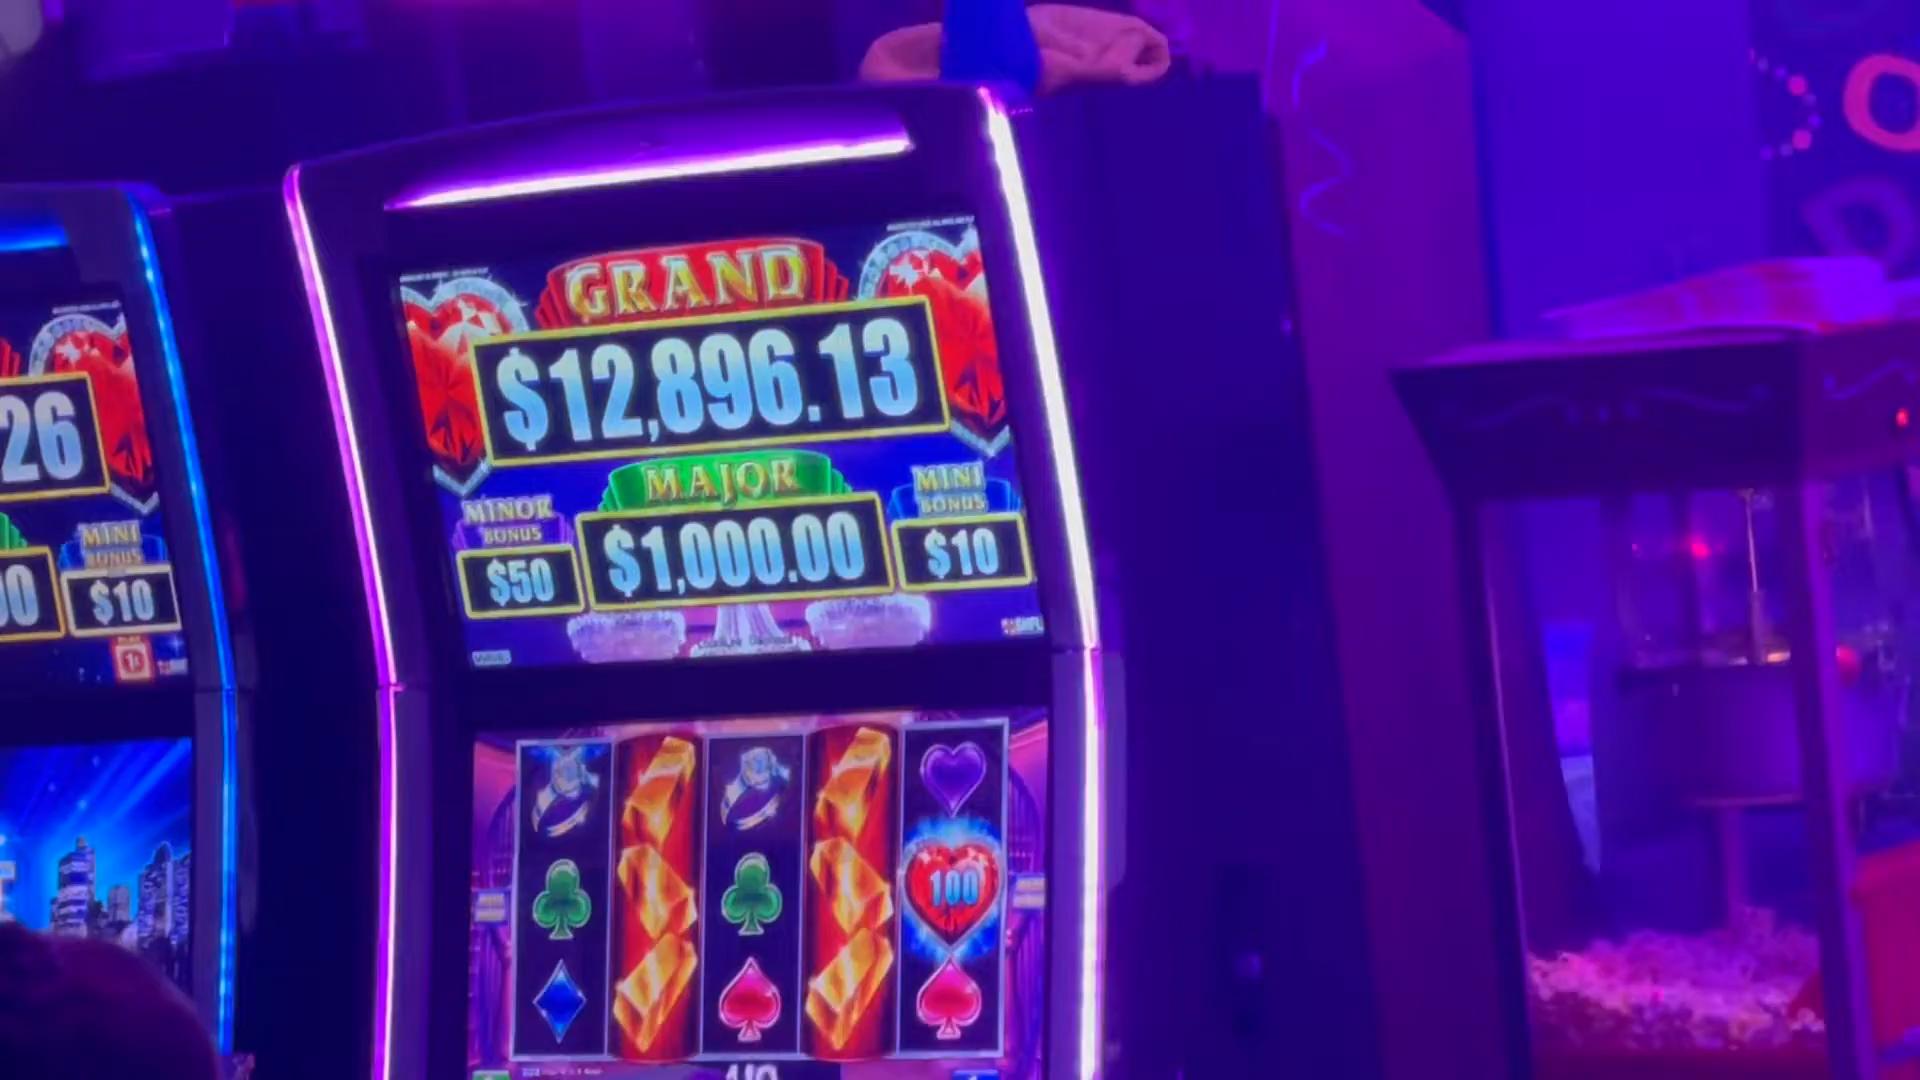 GRAND
$12,896.13
MAJOR
$1,000.00
MINOR
BONUS
$50
MINI
BONUS
$10
26
MINI
BONUS
$10
00
100